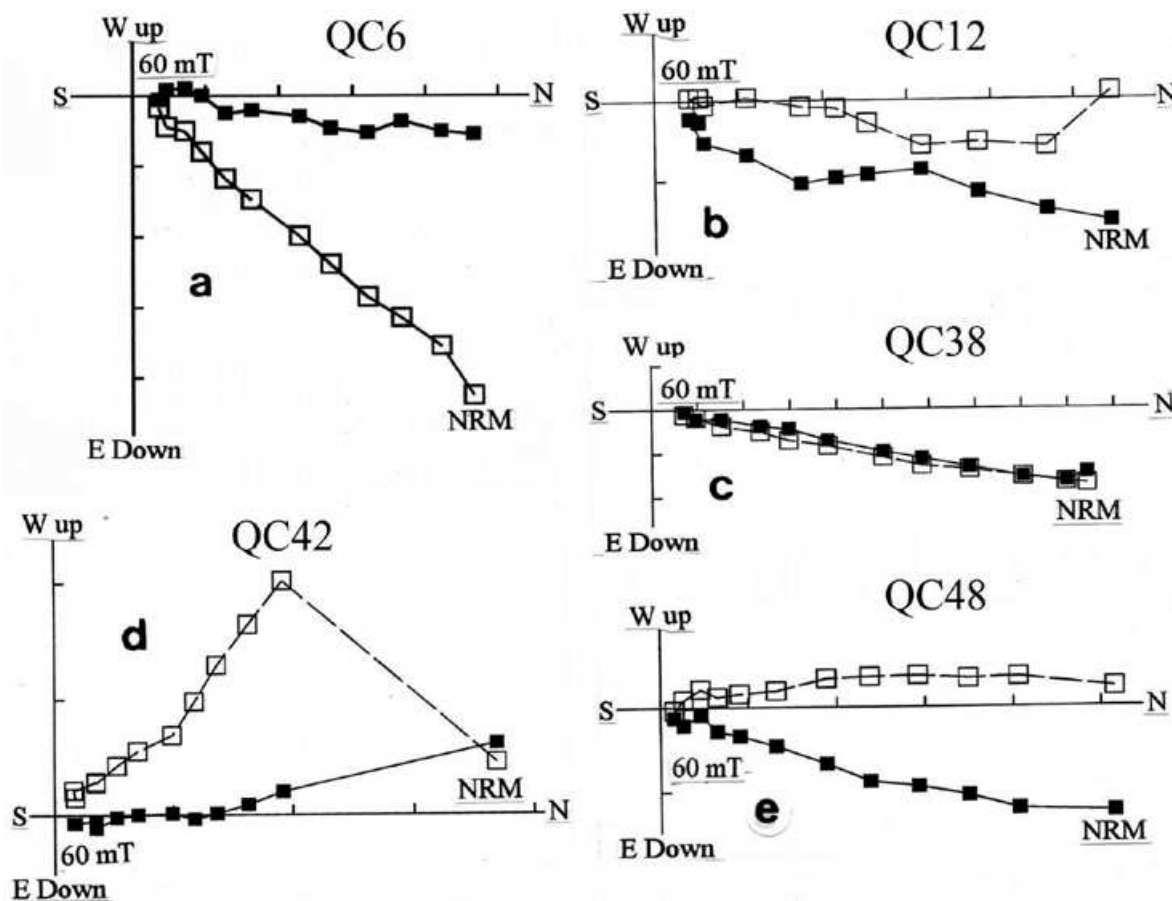 W up
QC6
60 mT
S
N
a
NRM
E Down
W up
QC12
60 mT
S
N
b
NRM
E Down
W up
QC38
60 mT
S
N
c
NRM
E Down
W up
QC42
d
S
N
NRM
60 mT
E Down
W up
QC48
S
N
60 mT
e
NRM
E Down